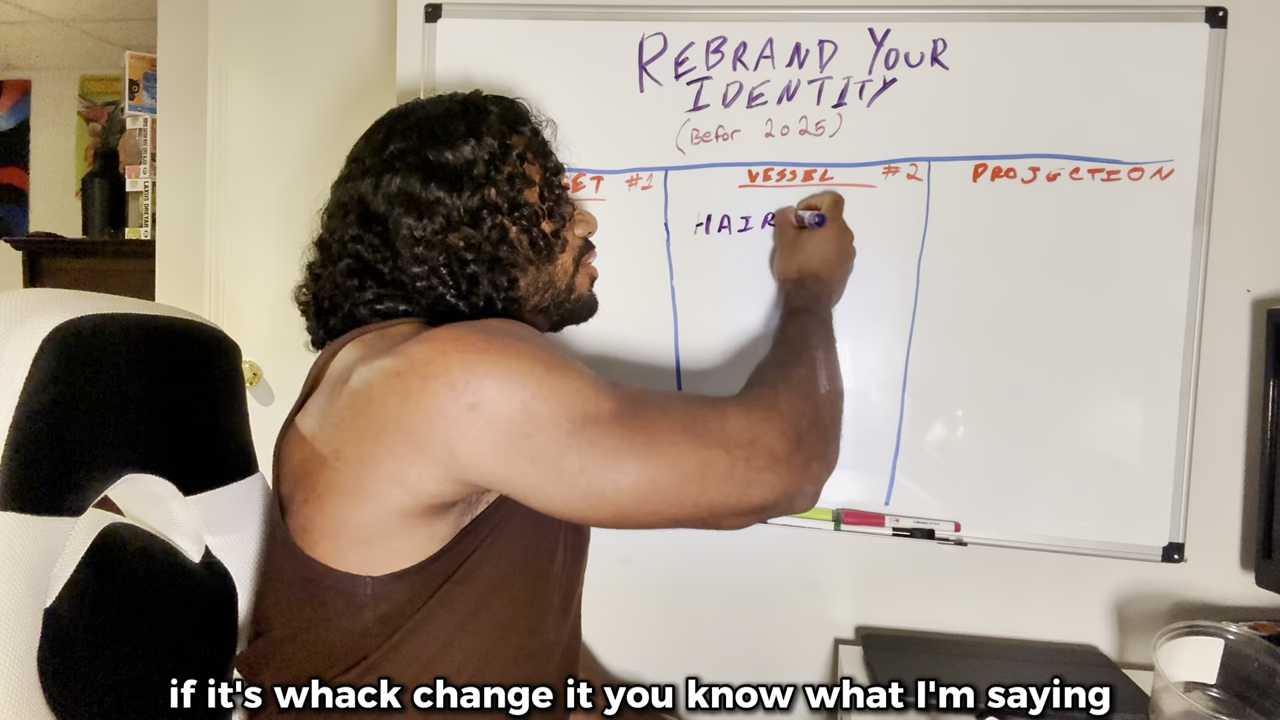 REBRAND YOUR
IDENTITY
(Befor 2025)
ET #1
VESSEL #2
PROJECTION
HAIR
if it's whack change it you know what I'm saying